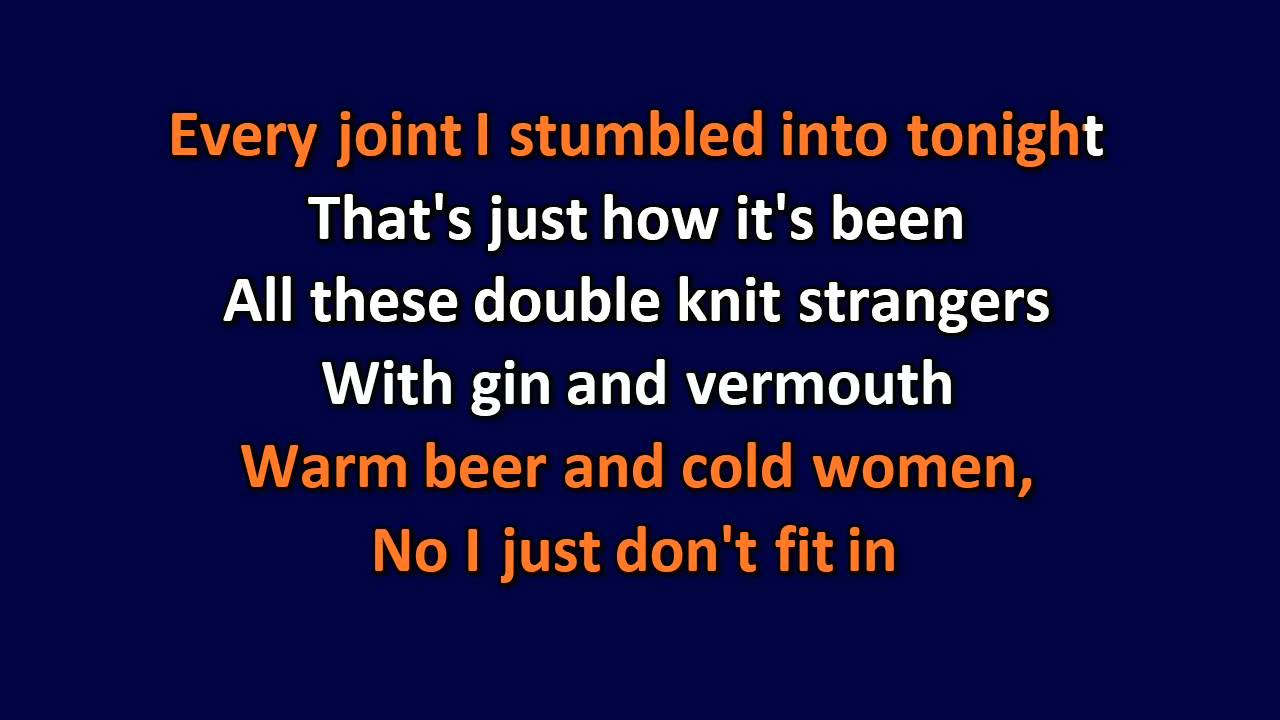 Every joint I stumbled into tonight
That's just how it's been
All these double knit strangers
With gin and vermouth
Warm beer and cold women,
No I just don't fit in